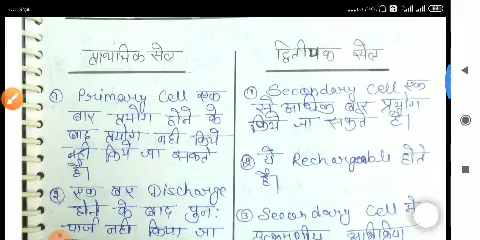 प्राथमिक सेल
① Primary Cell एक
बार प्रयोग होने के
बाद प्रयोग नही किये
नही किये जा सकते
है।
② एक बार Discharge
होने के बाद पुनः
चार्ज नही किया जा
द्वितीयक सेल
① Secondary Cell एक
से अधिक बार प्रयोग
किये जा सकते है।
② ये Rechargeable होते
है।
③ Secondary Cell मे